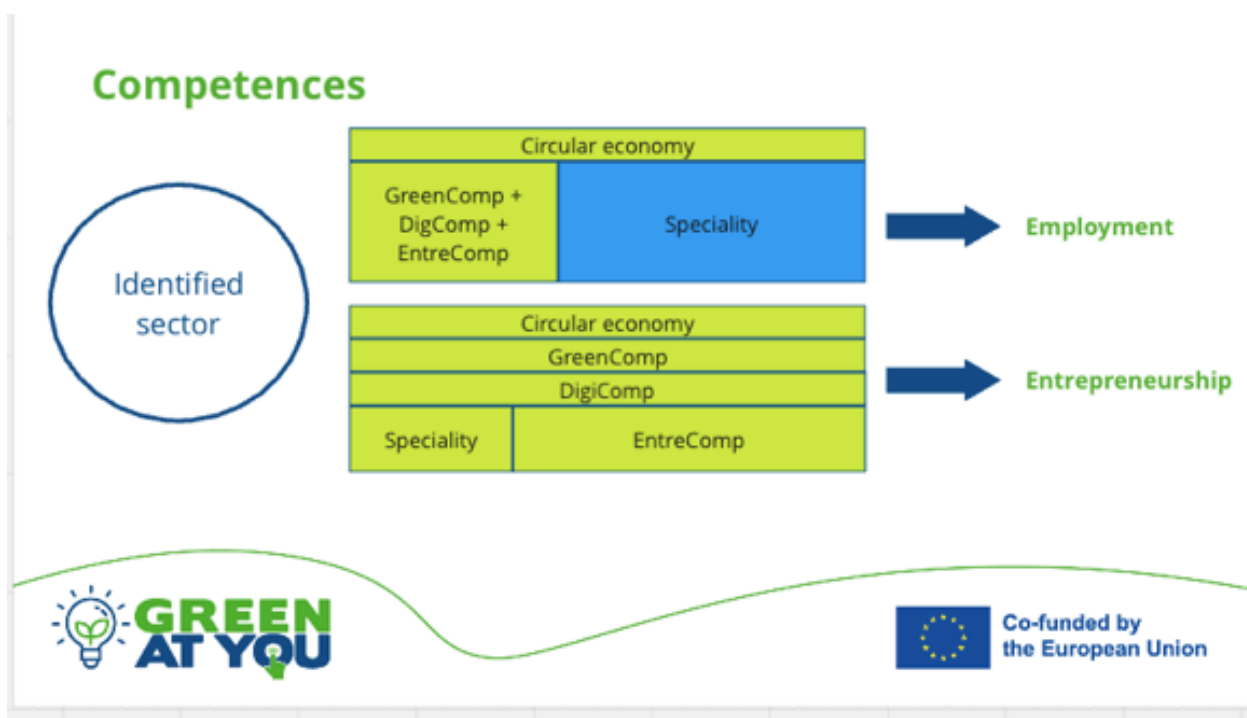 Competences
Identified
sector
Circular economy
GreenComp +
DigComp +
EntreComp
Speciality
Employment
Circular economy
GreenComp
DigiComp
Speciality
EntreComp
Entrepreneurship
GREEN
AT YOU
Co-funded by
the European Union